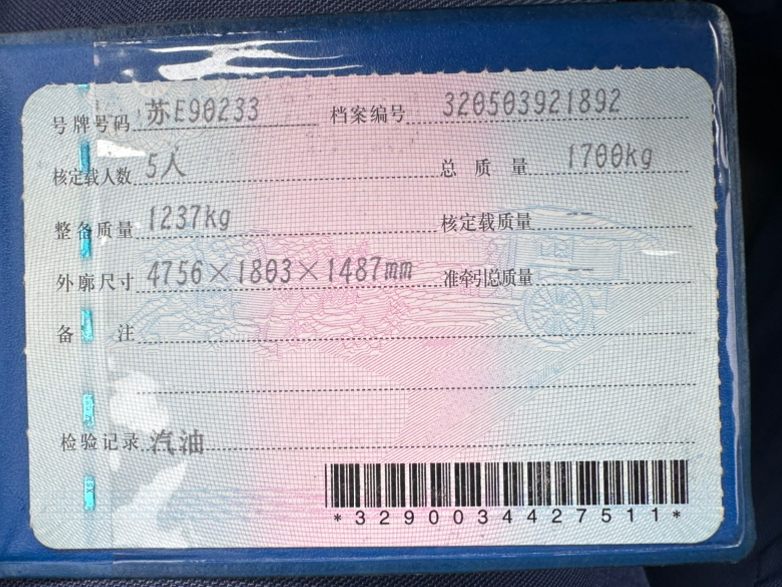 号牌号码 苏E90233 档案编号 320503921892
核定载人数 5人 总质量 1700kg
整备质量 1237kg 核定载质量 --
外廓尺寸 4756×1803×1487mm 准牵引总质量 --
备注
检验记录 汽油
*3290034427511*